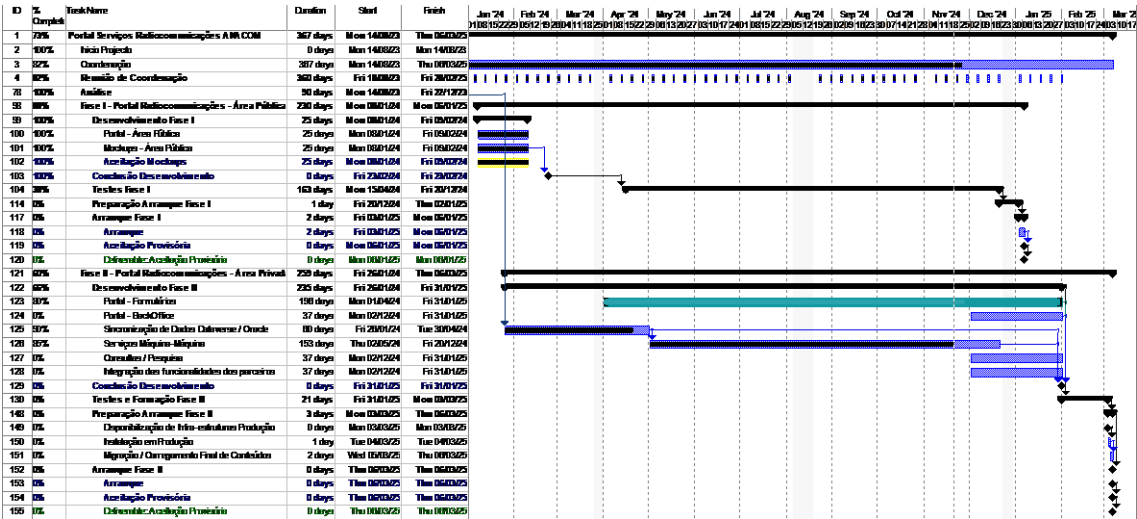 ID % Complete Task Name Duration Start Finish Jan '24 Feb '24 Mar '24 Apr '24 May '24 Jun '24 Jul '24 Aug '24 Sep '24 Oct '24 Nov '24 Dec '24 Jan '25 Feb '25 Mar '2
1 73% Portal Serviços Radiocomunicações ANACOM 367 days Mon 14/08/23 Thu 06/03/25
2 100% Início Projecto 0 days Mon 14/08/23 Mon 14/08/23
3 82% Coordenação 367 days Mon 14/08/23 Thu 06/03/25
4 82% Reunião de Coordenação 360 days Fri 18/08/23 Fri 28/02/25
78 100% Análise 90 days Mon 14/08/23 Fri 22/12/23
98 Fase I - Portal Radiocomunicações - Área Pública 230 days Mon 08/01/24 Mon 06/01/25
99 100% Desenvolvimento Fase I 25 days Mon 08/01/24 Fri 09/02/24
100 100% Portal - Área Pública 25 days Mon 08/01/24 Fri 09/02/24
101 100% Mockups - Área Pública 25 days Mon 08/01/24 Fri 09/02/24
102 100% Aceitação Mockups 25 days Mon 08/01/24 Fri 09/02/24
103 100% Conclusão Desenvolvimento 0 days Fri 23/02/24 Fri 23/02/24
104 Testes Fase I 163 days Mon 15/04/24 Fri 20/12/24
114 0% Preparação Arranque Fase I 1 day Fri 20/12/24 Thu 02/01/25
117 0% Arranque Fase I 2 days Fri 03/01/25 Mon 06/01/25
118 0% Arranque 2 days Fri 03/01/25 Mon 06/01/25
119 0% Aceitação Provisória 0 days Mon 06/01/25 Mon 06/01/25
120 0% Deliverable: Aceitação Provisória 0 days Mon 06/01/25 Mon 06/01/25
121 60% Fase II - Portal Radiocomunicações - Área Privad 259 days Fri 26/01/24 Thu 06/03/25
122 66% Desenvolvimento Fase II 235 days Fri 26/01/24 Fri 31/01/25
123 90% Portal - Formulários 198 days Mon 01/04/24 Fri 31/01/25
124 0% Portal - BackOffice 37 days Mon 02/12/24 Fri 31/01/25
125 90% Sincronização de Dados Dataverse / Oracle 60 days Fri 26/01/24 Tue 30/04/24
126 85% Serviços Máquina-Máquina 153 days Thu 02/05/24 Fri 20/12/24
127 0% Consultas / Pesquisa 37 days Mon 02/12/24 Fri 31/01/25
128 0% Integração das funcionalidades dos parceiros 37 days Mon 02/12/24 Fri 31/01/25
129 0% Conclusão Desenvolvimento 0 days Fri 31/01/25 Fri 31/01/25
130 0% Testes e Formação Fase II 21 days Fri 31/01/25 Mon 03/03/25
148 0% Preparação Arranque Fase II 3 days Mon 03/03/25 Thu 06/03/25
149 0% Disponibilização de Infra-estruturas Produção 0 days Mon 03/03/25 Mon 03/03/25
150 0% Instalação em Produção 1 day Tue 04/03/25 Tue 04/03/25
151 0% Migração / Carregamento Final de Conteúdos 2 days Wed 05/03/25 Thu 06/03/25
152 0% Arranque Fase II 0 days Thu 06/03/25 Thu 06/03/25
153 0% Arranque 0 days Thu 06/03/25 Thu 06/03/25
154 0% Aceitação Provisória 0 days Thu 06/03/25 Thu 06/03/25
155 0% Deliverable: Aceitação Provisória 0 days Thu 06/03/25 Thu 06/03/25